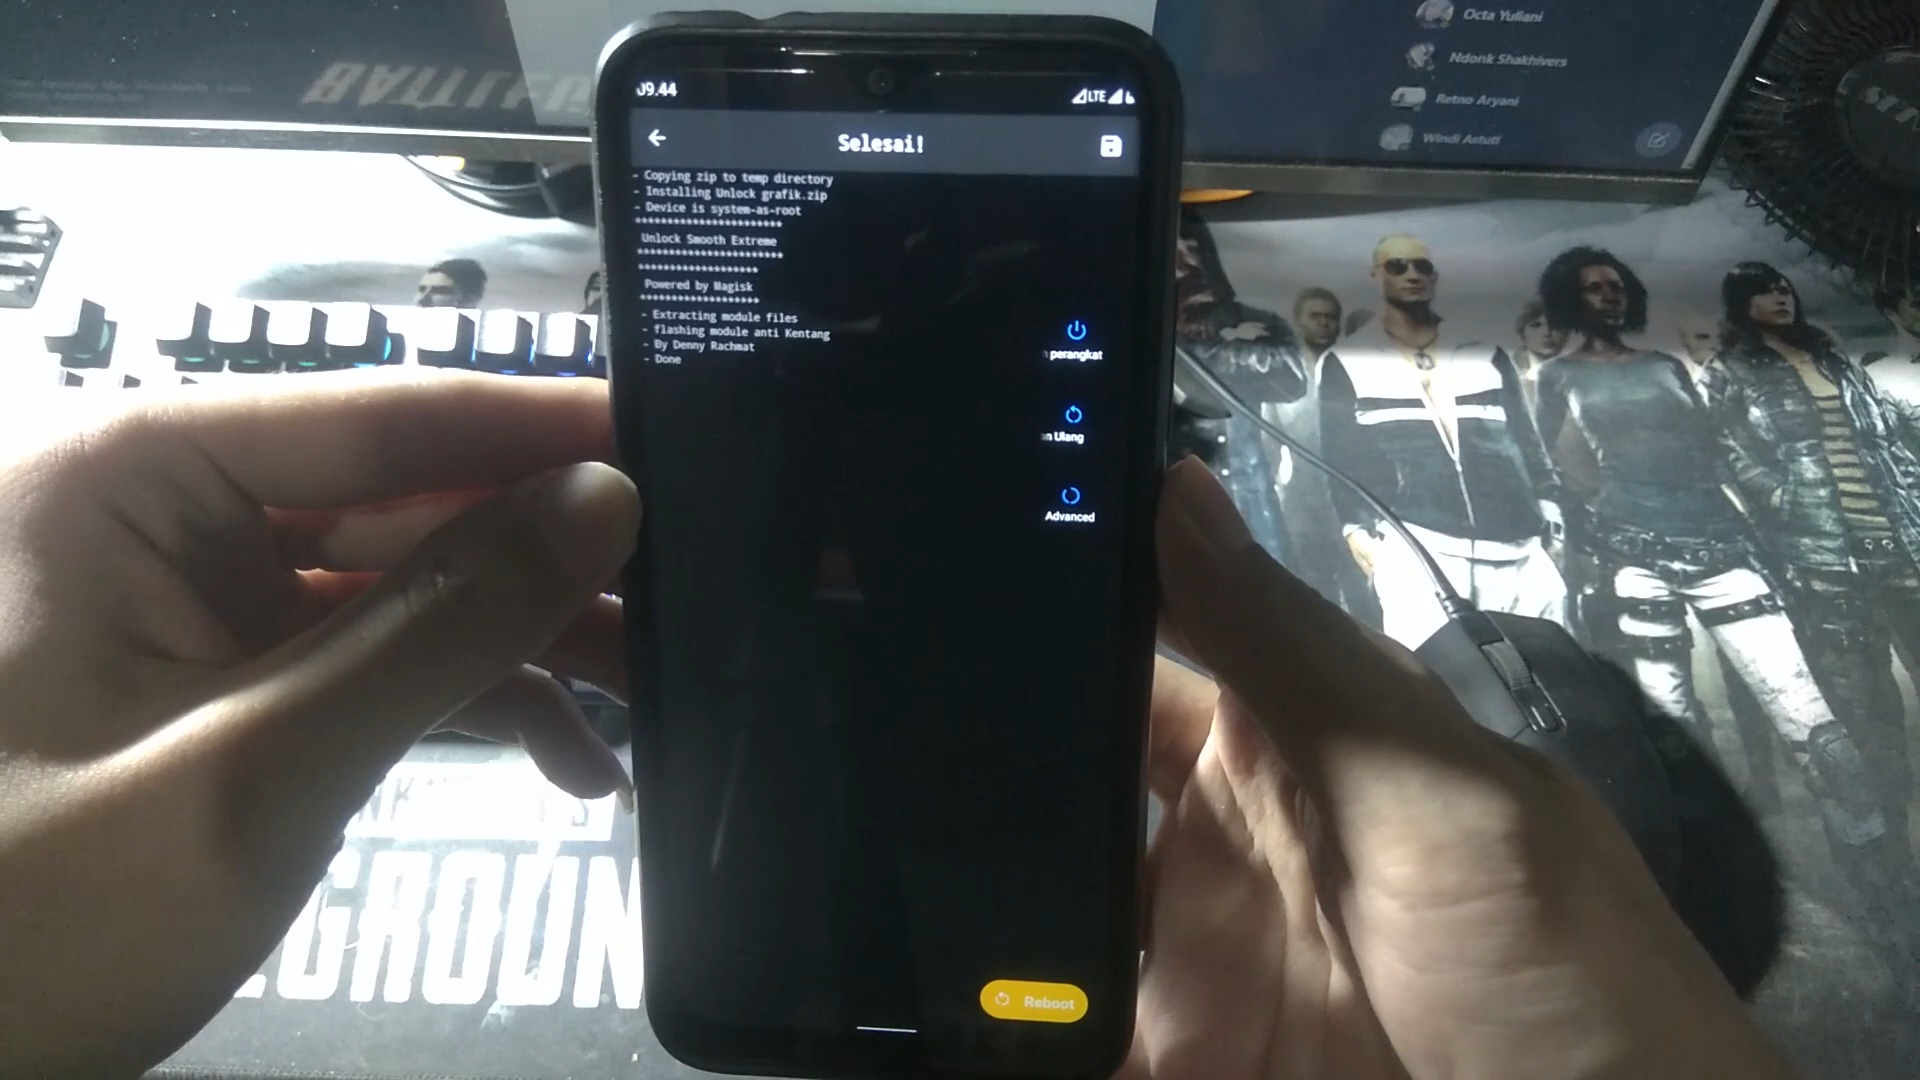 Octa Yuliani
Ndonk Shakhivers
Retno Aryani
Windi Astuti
09.44
LTE
Selesai!
- Copying zip to temp directory
- Installing Unlock grafik.zip
- Device is system-as-root
***********************
Unlock Smooth Extreme
***********************
*******************
Powered by Magisk
*******************
- Extracting module files
- flashing module anti Kentang
- By Denny Rachmat
- Done
perangkat
n Ulang
Advanced
Reboot
GROUN